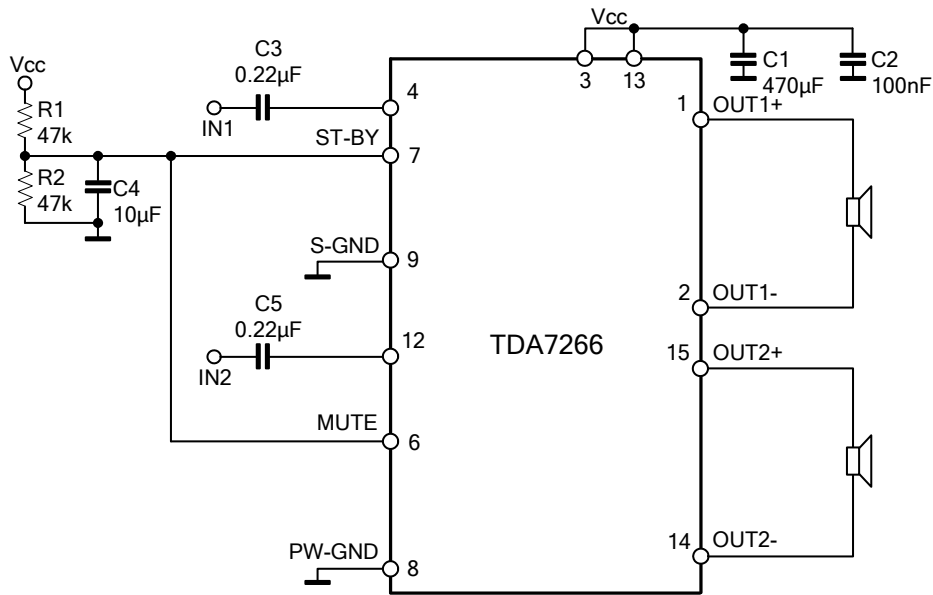 Vcc
C3
0.22µF
Vcc
R1
47k
IN1
4
3
13
C1
470µF
C2
100nF
1
OUT1+
ST-BY
7
R2
47k
C4
10µF
S-GND
9
2
OUT1-
C5
0.22µF
12
TDA7266
15
OUT2+
IN2
MUTE
6
14
OUT2-
PW-GND
8